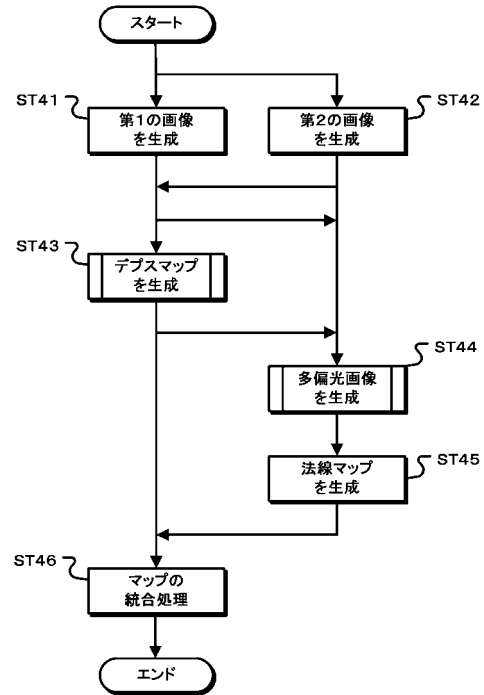 スタート
ST41
第1の画像
を生成
第2の画像
を生成
ST42
ST43
デプスマップ
を生成
ST44
多偏光画像
を生成
法線マップ
を生成
ST45
ST46
マップの
統合処理
エンド